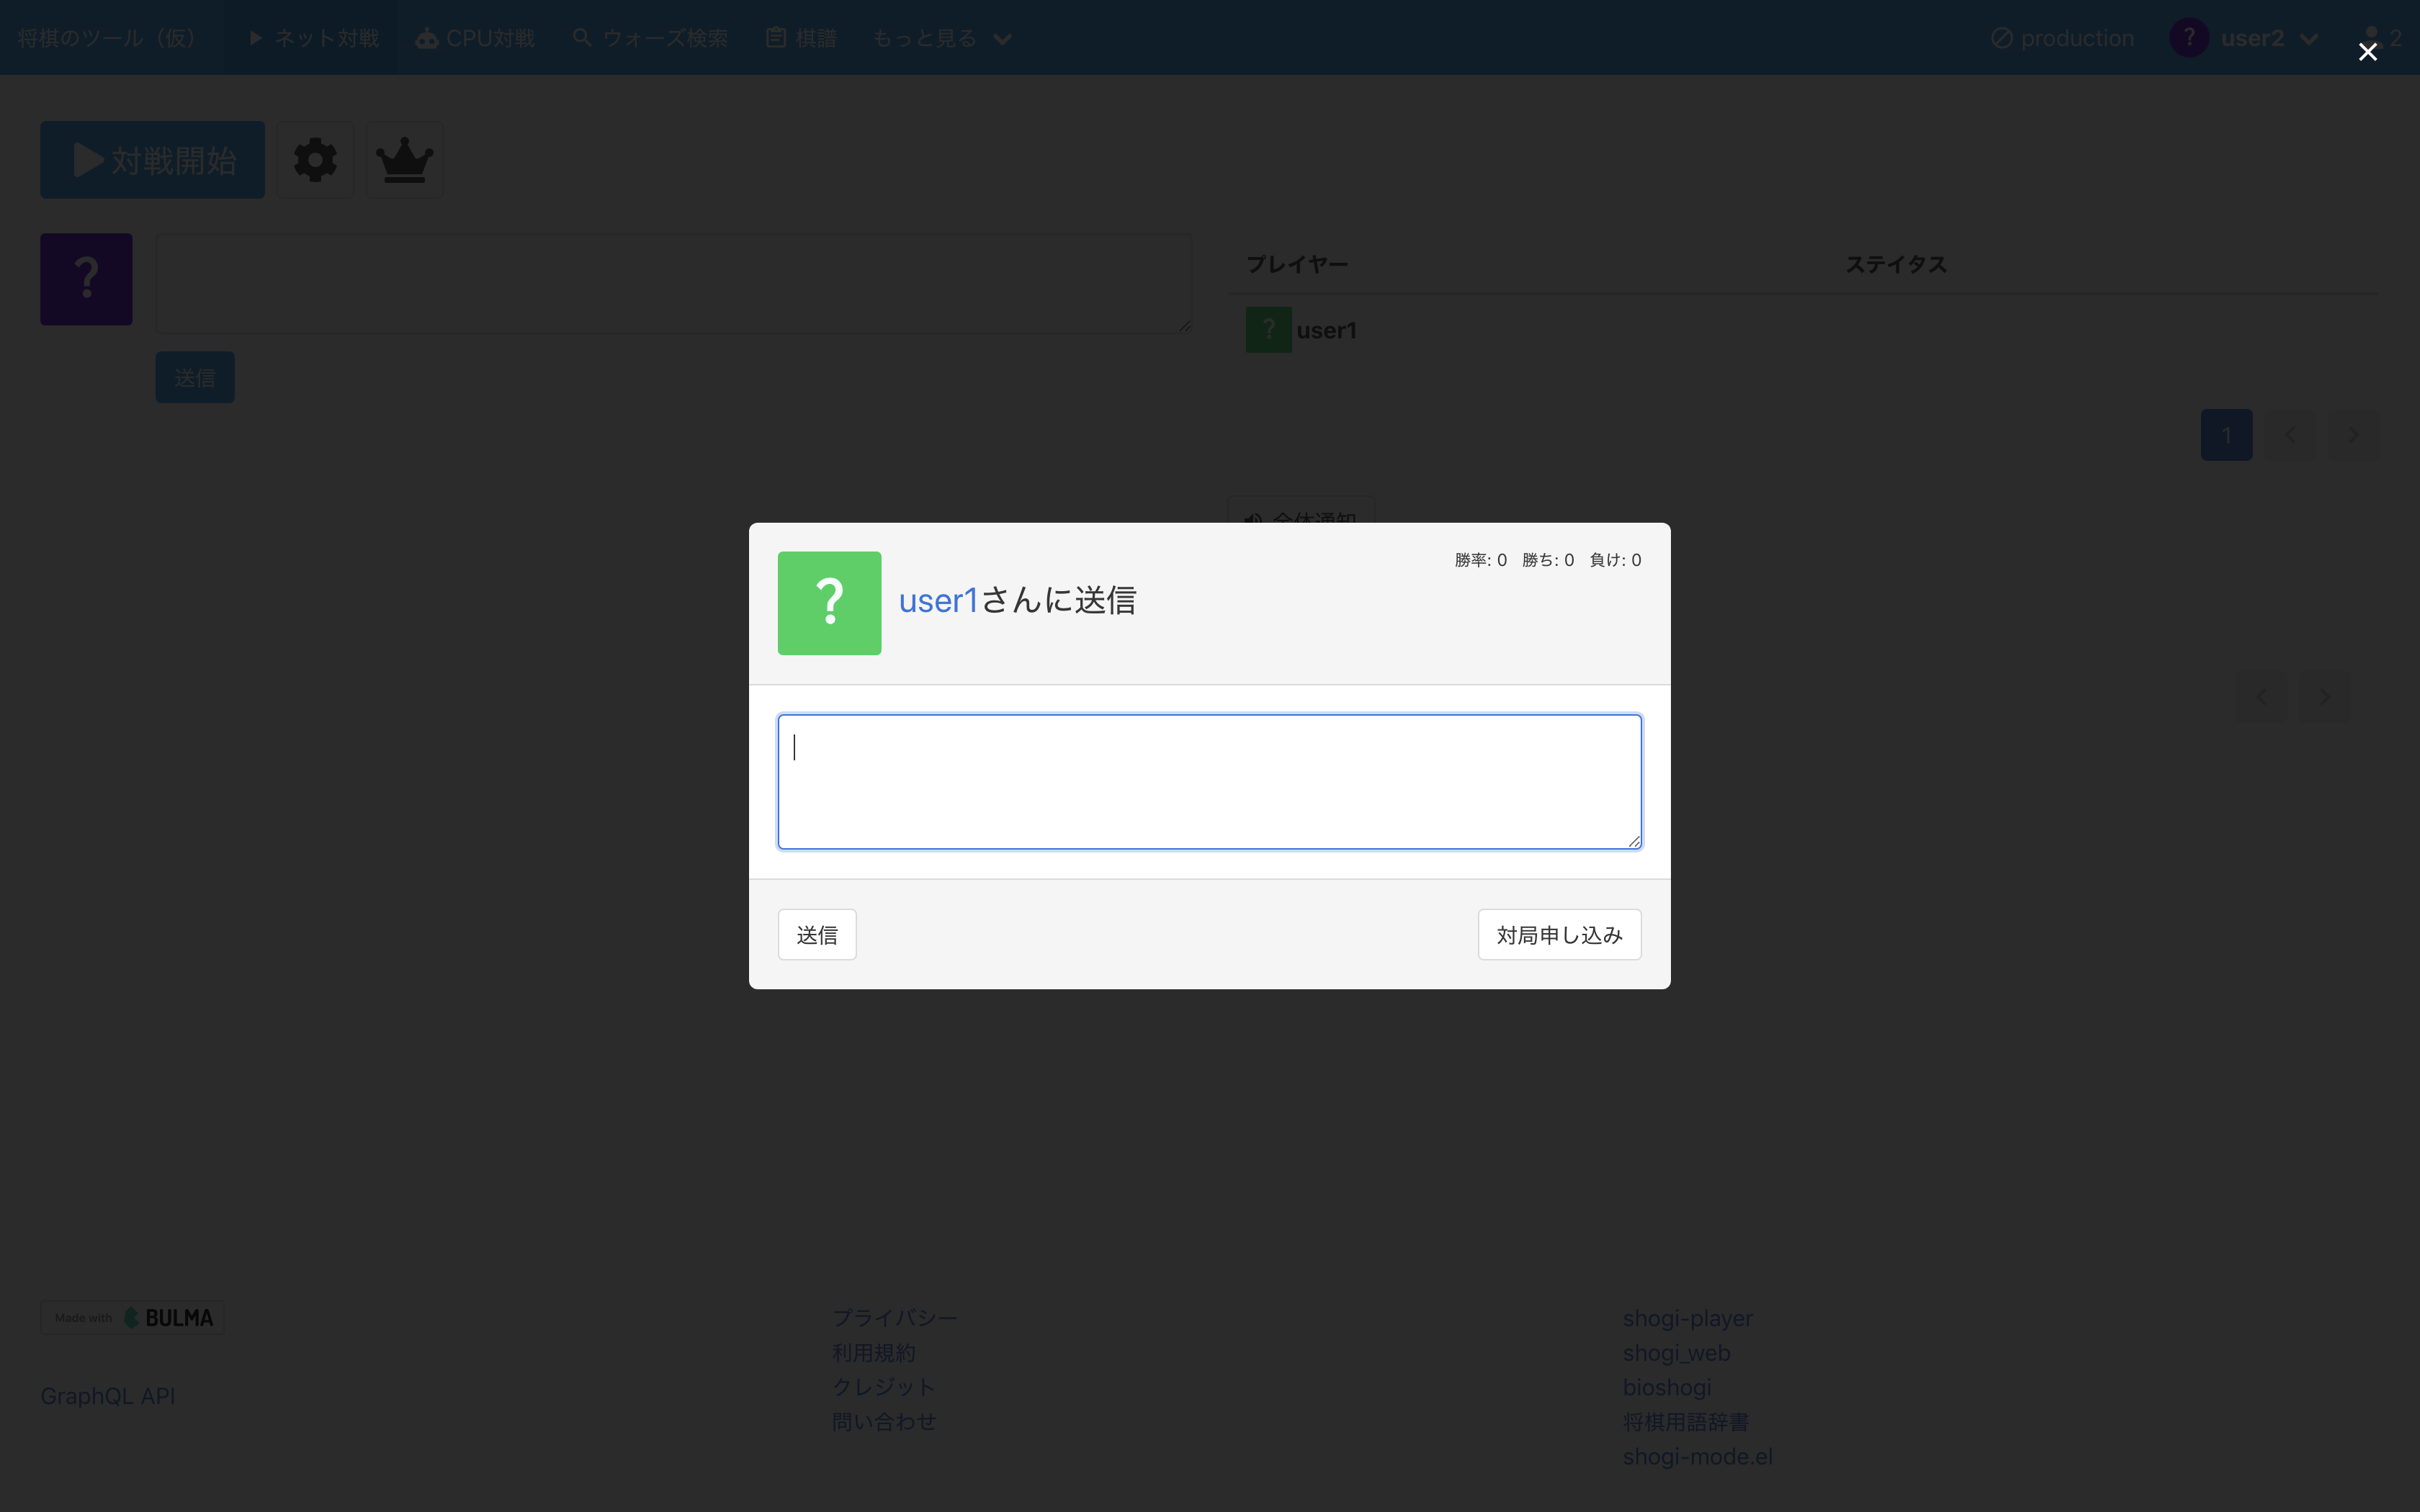 将棋のツール（仮） ネット対戦 CPU対戦 ウォーズ検索 棋譜 もっと見る production ? user2 2
対戦開始
?
送信
プレイヤー ステイタス
? user1
1
全体通知
勝率: 0 勝ち: 0 負け: 0
? user1さんに送信
送信 対局申し込み
Made with BULMA
GraphQL API
プライバシー
利用規約
クレジット
問い合わせ
shogi-player
shogi_web
bioshogi
将棋用語辞書
shogi-mode.el